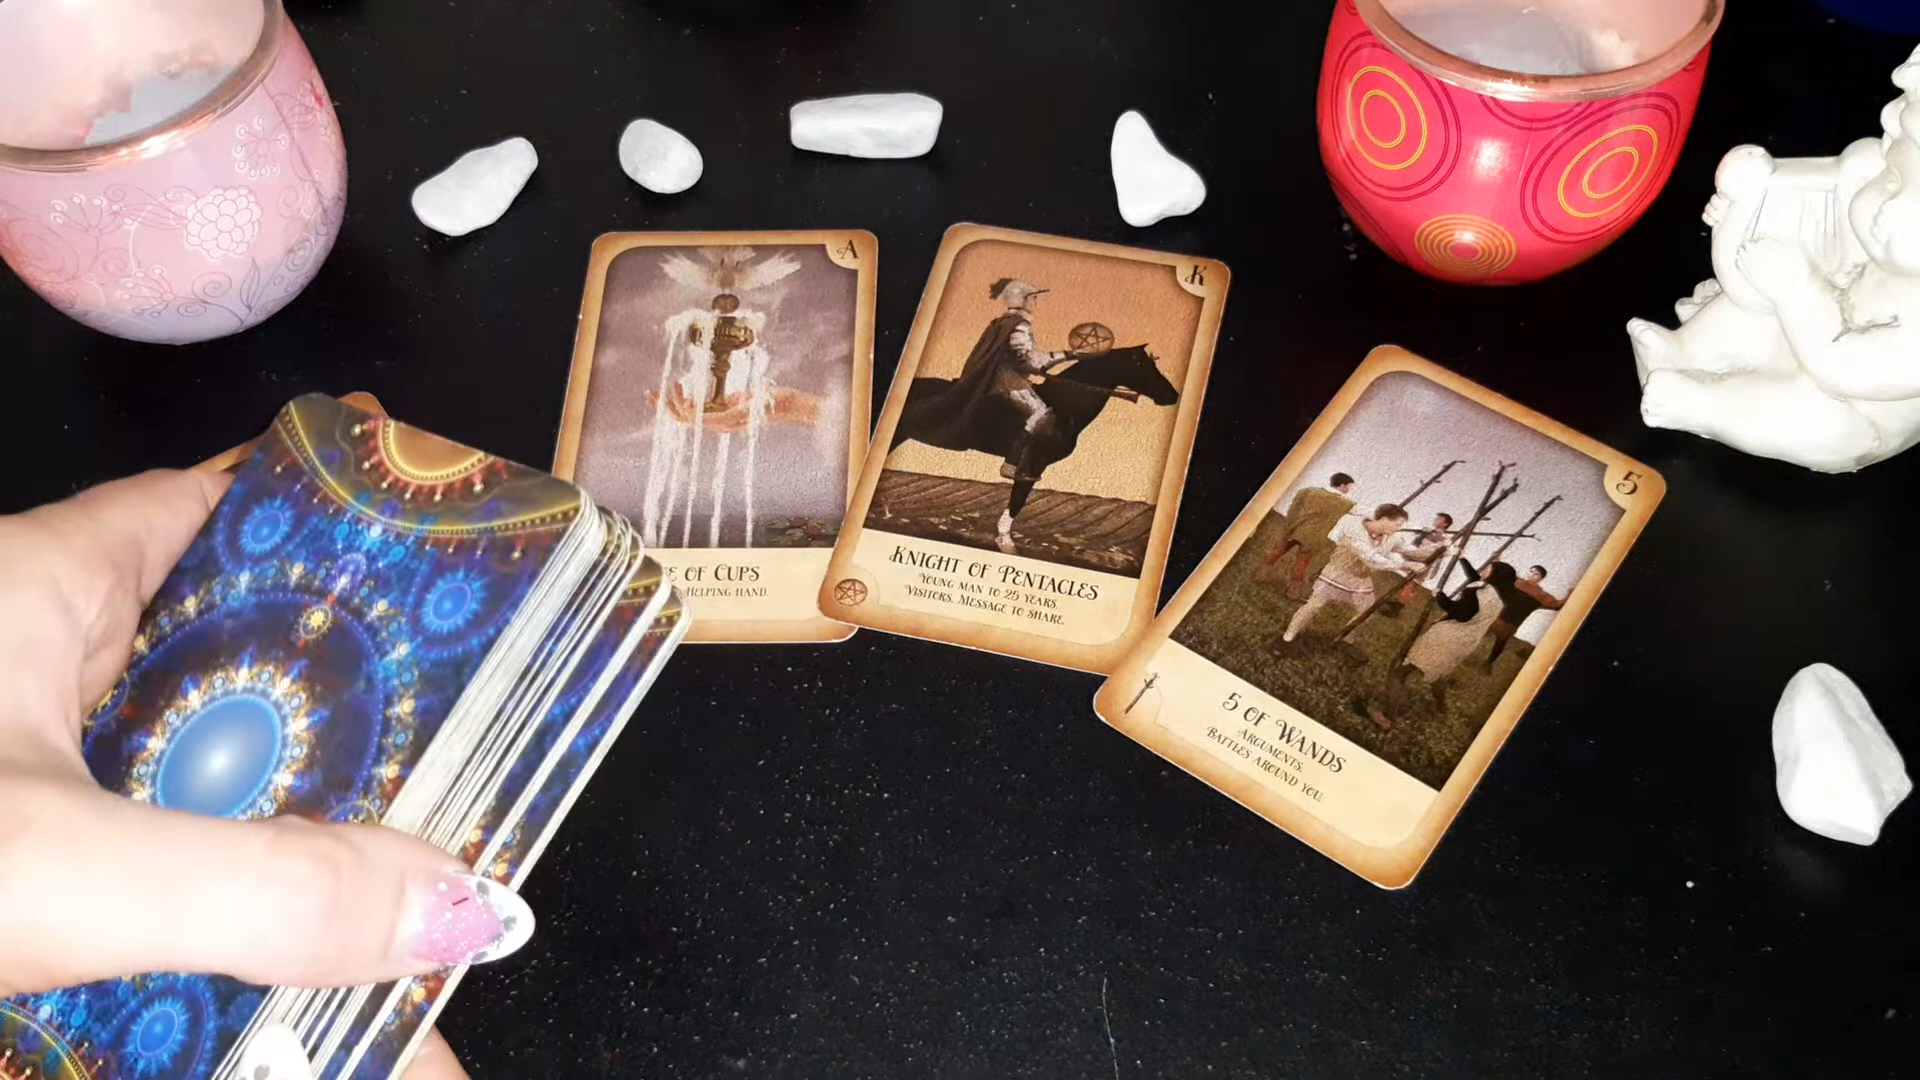 A
E OF CUPS
HELPING HAND.
K
KNIGHT OF PENTACLES
YOUNG MAN TO 25 YEARS.
VISITORS. MESSAGE TO SHARE.
5
5 OF WANDS
ARGUMENTS.
BATTLES AROUND YOU.